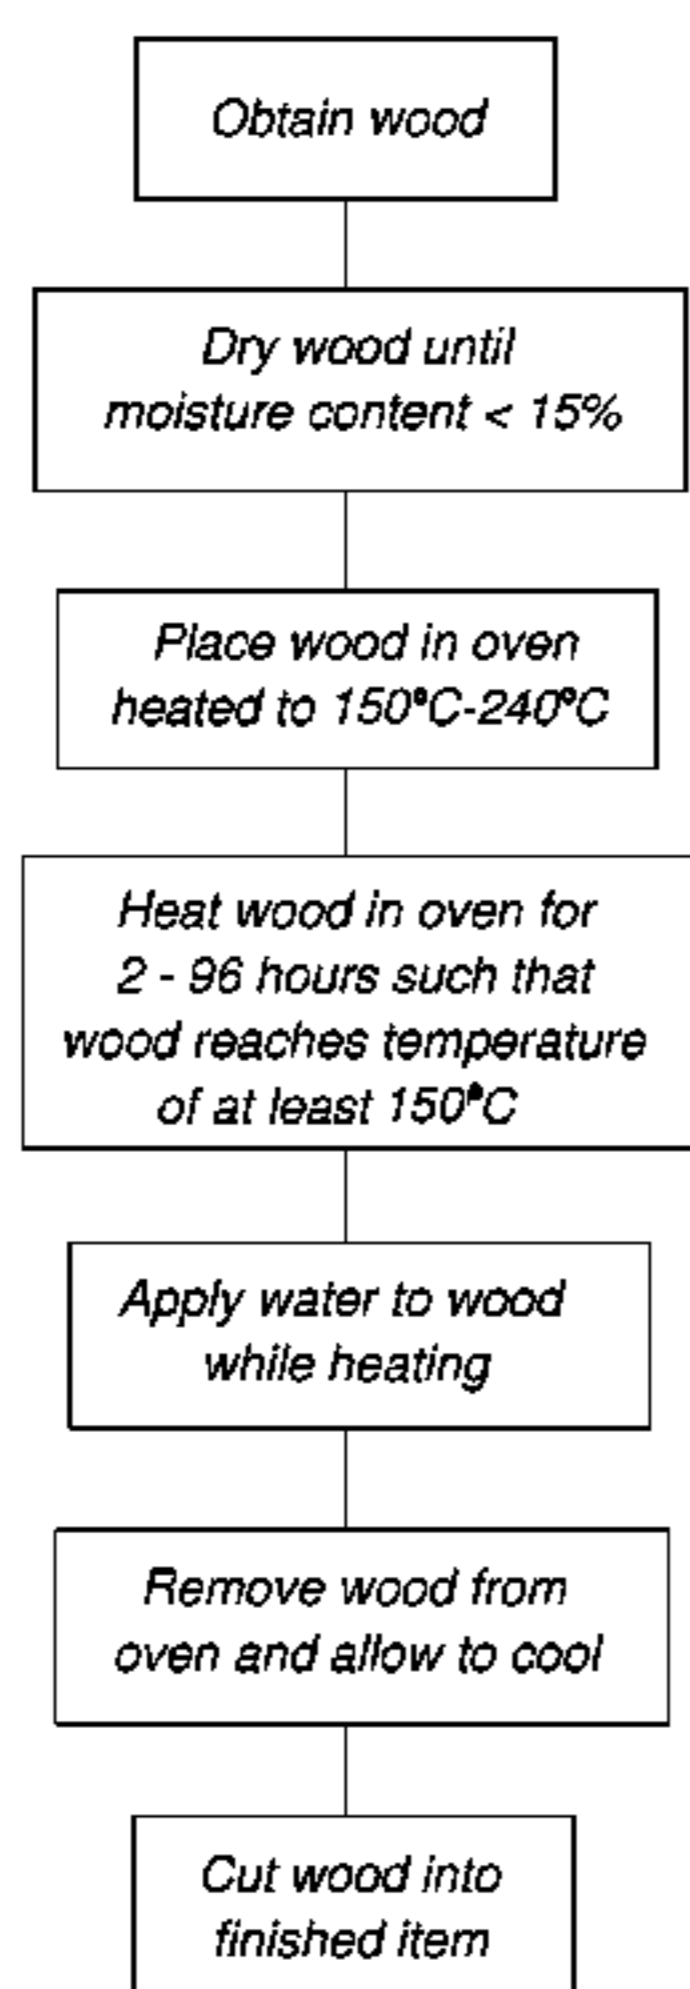 Obtain wood
Dry wood until
moisture content < 15%
Place wood in oven
heated to 150°C-240°C
Heat wood in oven for
2 - 96 hours such that
wood reaches temperature
of at least 150°C
Apply water to wood
while heating
Remove wood from
oven and allow to cool
Cut wood into
finished item